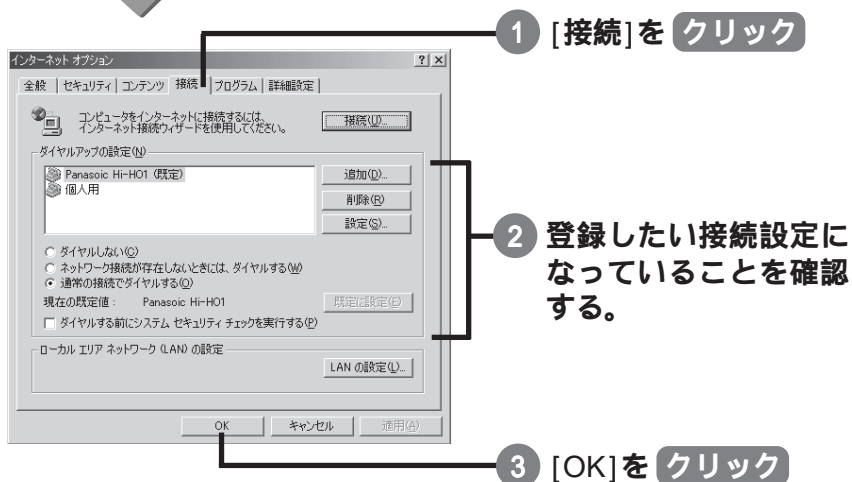 1 [接続]を クリック
インターネット オプション
全般 セキュリティ コンテンツ 接続 プログラム 詳細設定
コンピュータをインターネットに接続するには、
インターネット接続ウィザードを使用してください。
接続(U)...
ダイヤルアップの設定(N)
Panasoic Hi-HO1 (既定)
個人用
追加(D)...
削除(R)
設定(S)...
ダイヤルしない(C)
ネットワーク接続が存在しないときには、ダイヤルする(W)
通常の接続でダイヤルする(O)
現在の既定値: Panasoic Hi-HO1
既定に設定(E)
ダイヤルする前にシステム セキュリティ チェックを実行する(P)
ローカル エリア ネットワーク (LAN) の設定
LAN の設定(L)...
OK キャンセル 適用(A)
2 登録したい接続設定に
なっていることを確認
する。
3 [OK]を クリック